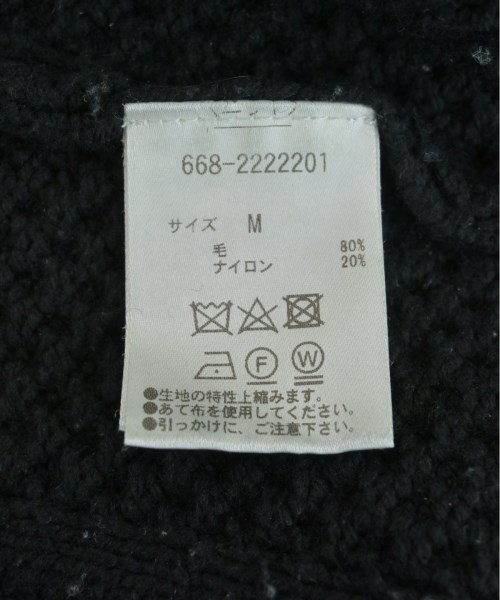 668-2222201
サイズ M
毛 80%
ナイロン 20%
F W
●生地の特性上縮みます。
●あて布を使用してください。
●引っかけに、ご注意下さい。